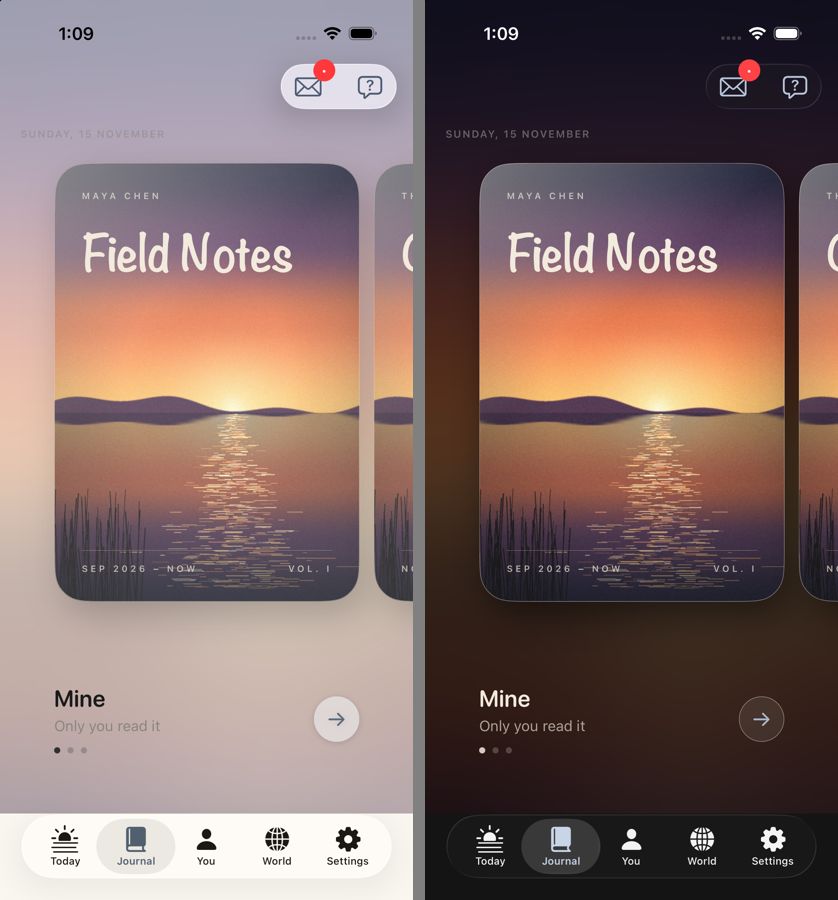 1:09
SUNDAY, 15 NOVEMBER
MAYA CHEN
Field Notes
SEP 2026 – NOW
VOL. I
Mine
Only you read it
Today
Journal
You
World
Settings
1:09
SUNDAY, 15 NOVEMBER
MAYA CHEN
Field Notes
SEP 2026 – NOW
VOL. I
Mine
Only you read it
Today
Journal
You
World
Settings